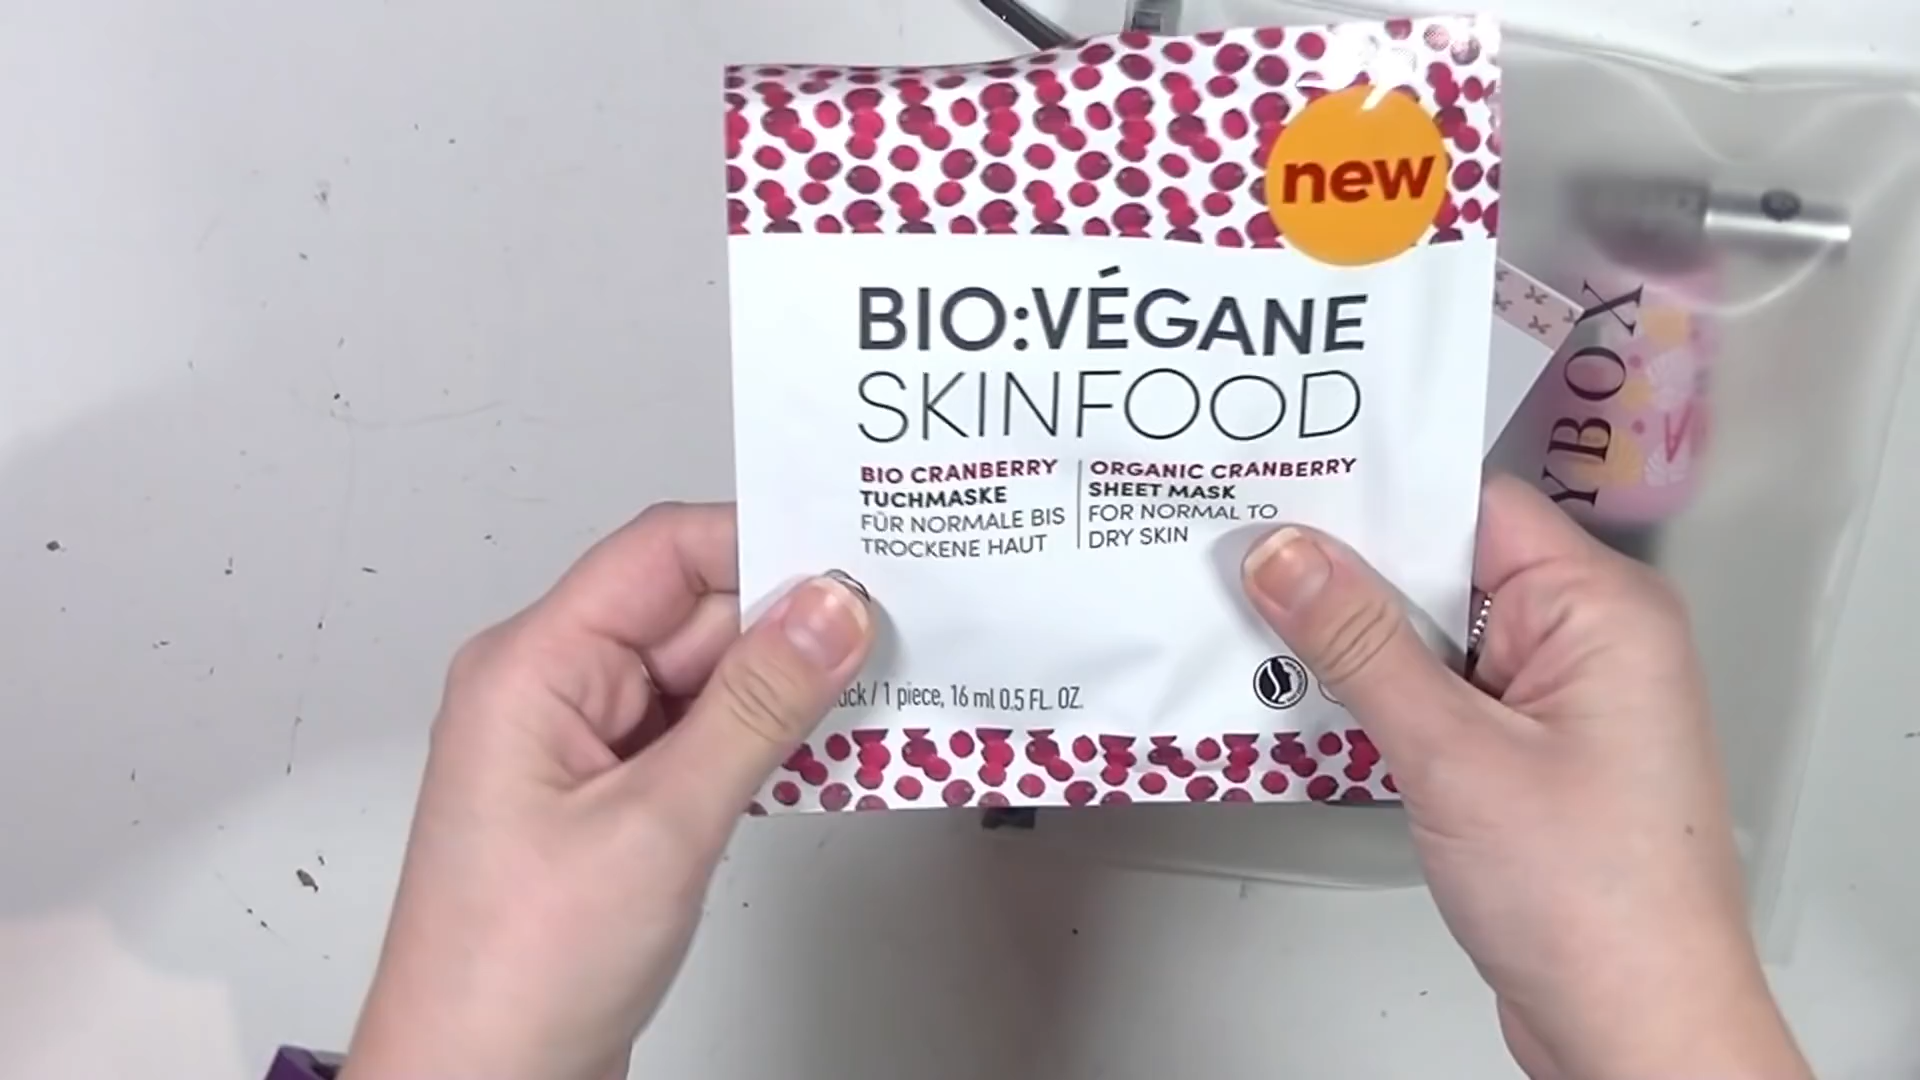 new
BIO:VÉGANE
SKINFOOD
BIO CRANBERRY
TUCHMASKE
FÜR NORMALE BIS
TROCKENE HAUT
ORGANIC CRANBERRY
SHEET MASK
FOR NORMAL TO
DRY SKIN
/ 1 piece, 16 ml 0.5 FL. OZ.
YBOX